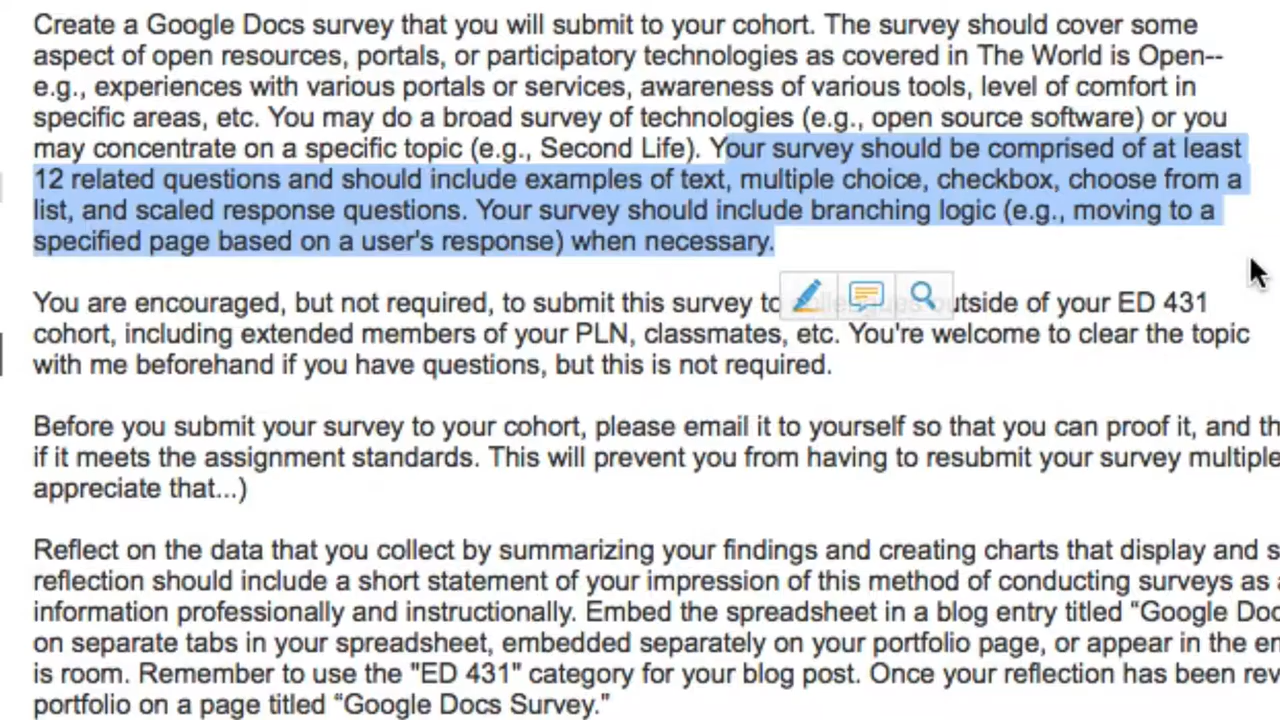 Create a Google Docs survey that you will submit to your cohort. The survey should cover some
aspect of open resources, portals, or participatory technologies as covered in The World is Open--
e.g., experiences with various portals or services, awareness of various tools, level of comfort in
specific areas, etc. You may do a broad survey of technologies (e.g., open source software) or you
may concentrate on a specific topic (e.g., Second Life). Your survey should be comprised of at least
12 related questions and should include examples of text, multiple choice, checkbox, choose from a
list, and scaled response questions. Your survey should include branching logic (e.g., moving to a
specified page based on a user's response) when necessary.
You are encouraged, but not required, to submit this survey to colleagues outside of your ED 431
cohort, including extended members of your PLN, classmates, etc. You're welcome to clear the topic
with me beforehand if you have questions, but this is not required.
Before you submit your survey to your cohort, please email it to yourself so that you can proof it, and th
if it meets the assignment standards. This will prevent you from having to resubmit your survey multiple
appreciate that...)
Reflect on the data that you collect by summarizing your findings and creating charts that display and s
reflection should include a short statement of your impression of this method of conducting surveys as a
information professionally and instructionally. Embed the spreadsheet in a blog entry titled "Google Doc
on separate tabs in your spreadsheet, embedded separately on your portfolio page, or appear in the en
is room. Remember to use the "ED 431" category for your blog post. Once your reflection has been rev
portfolio on a page titled "Google Docs Survey."